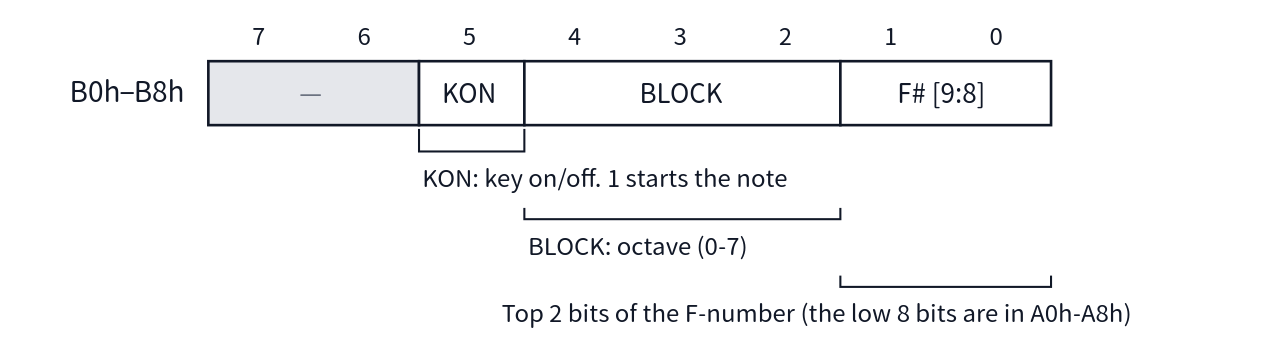 7 6 5 4 3 2 1 0
B0h–B8h — KON BLOCK F# [9:8]
KON: key on/off. 1 starts the note
BLOCK: octave (0-7)
Top 2 bits of the F-number (the low 8 bits are in A0h-A8h)